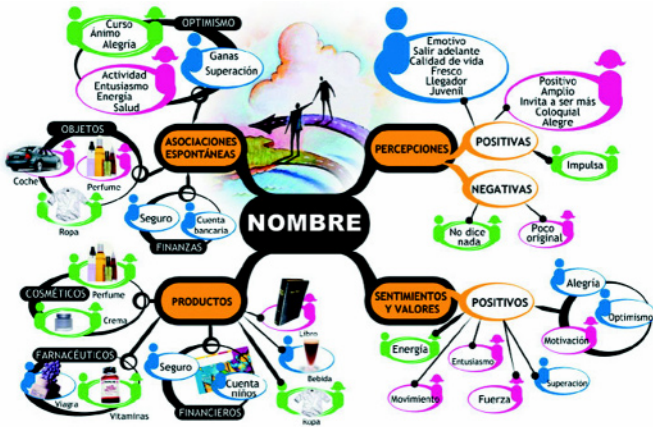 Curso
Ánimo
Alegría
OPTIMISMO
Ganas
Superación
Actividad
Entusiasmo
Energía
Salud
OBJETOS
Coche
Perfume
Ropa
ASOCIACIONES
ESPONTÁNEAS
Seguro
Cuenta
bancaria
FINANZAS
Emotivo
Salir adelante
Calidad de vida
Fresco
Llegador
Juvenil
Positivo
Amplio
Invita a ser más
Coloquial
Alegre
PERCEPCIONES
POSITIVAS
Impulsa
NEGATIVAS
No dice
nada
Poco
original
NOMBRE
COSMÉTICOS
Perfume
Crema
PRODUCTOS
Libro
Bebida
Ropa
FARMACÉUTICOS
Viagra
Vitaminas
Seguro
Cuenta
niños
FINANCIEROS
SENTIMIENTOS
Y VALORES
POSITIVOS
Alegría
Optimismo
Motivación
Energía
Entusiasmo
Movimiento
Fuerza
Superación